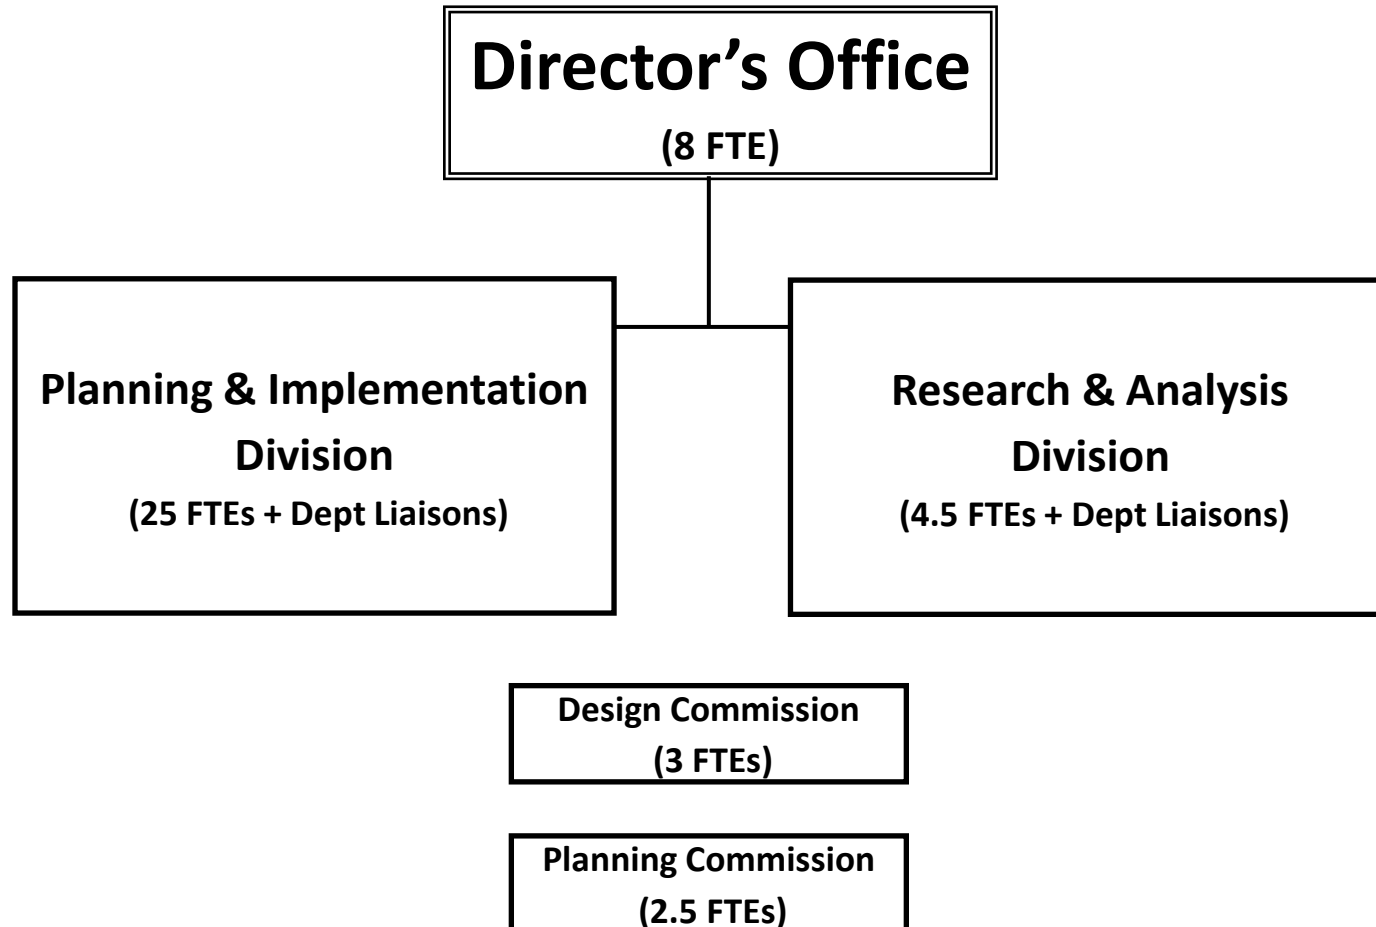 Director’s Office
(8 FTE)
Planning & Implementation
Division
(25 FTEs + Dept Liaisons)
Research & Analysis
Division
(4.5 FTEs + Dept Liaisons)
Design Commission
(3 FTEs)
Planning Commission
(2.5 FTEs)